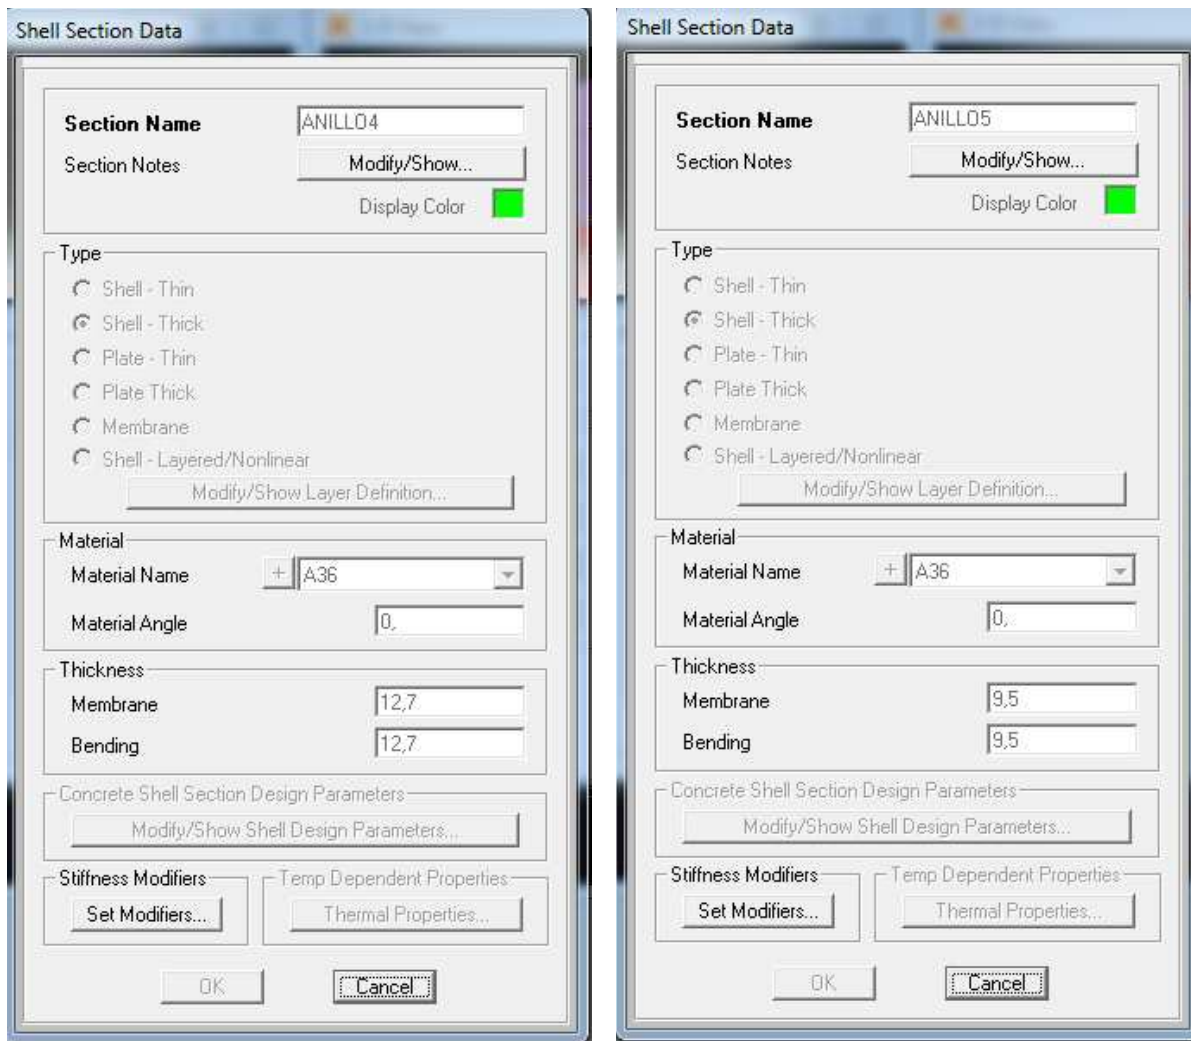 Shell Section Data
Section Name ANILLO4
Section Notes Modify/Show...
Display Color
Type
Shell - Thin
Shell - Thick
Plate - Thin
Plate Thick
Membrane
Shell - Layered/Nonlinear
Modify/Show Layer Definition...
Material
Material Name + A36
Material Angle 0,
Thickness
Membrane 12,7
Bending 12,7
Concrete Shell Section Design Parameters
Modify/Show Shell Design Parameters...
Stiffness Modifiers Temp Dependent Properties
Set Modifiers... Thermal Properties...
OK Cancel
Shell Section Data
Section Name ANILLO5
Section Notes Modify/Show...
Display Color
Type
Shell - Thin
Shell - Thick
Plate - Thin
Plate Thick
Membrane
Shell - Layered/Nonlinear
Modify/Show Layer Definition...
Material
Material Name + A36
Material Angle 0,
Thickness
Membrane 9,5
Bending 9,5
Concrete Shell Section Design Parameters
Modify/Show Shell Design Parameters...
Stiffness Modifiers Temp Dependent Properties
Set Modifiers... Thermal Properties...
OK Cancel